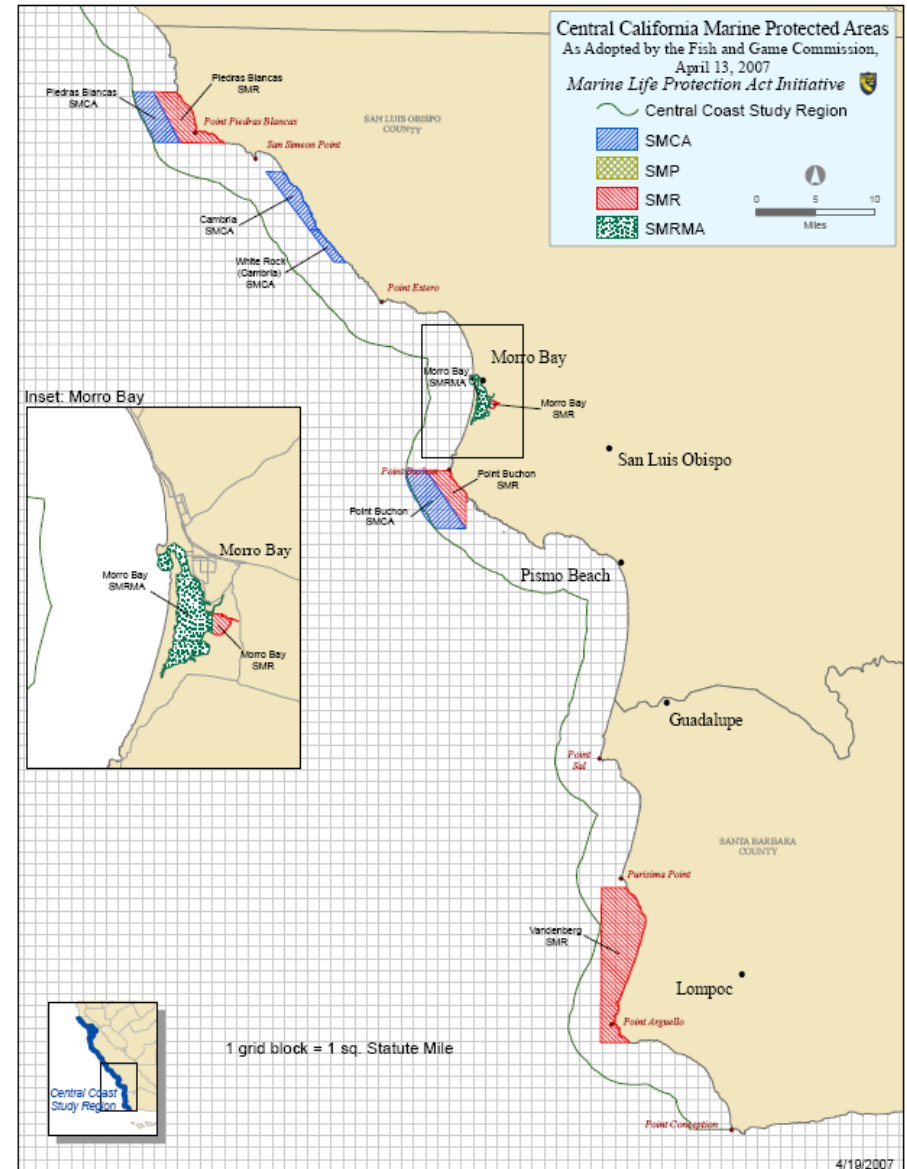 Central California Marine Protected Areas
As Adopted by the Fish and Game Commission,
April 13, 2007
Marine Life Protection Act Initiative
Central Coast Study Region
SMCA
SMP
SMR
SMRMA
0 5 10
Miles
Piedras Blancas
SMCA
Piedras Blancas
SMR
Point Piedras Blancas
SAN LUIS OBISPO
COUNTY
San Simeon Point
Cambria
SMCA
White Rock
(Cambria)
SMCA
Point Estero
Morro Bay
Morro Bay
SMRMA
Morro Bay
SMR
San Luis Obispo
Point Buchon
Point Buchon
SMR
Point Buchon
SMCA
Pismo Beach
Inset: Morro Bay
Morro Bay
Morro Bay
SMRMA
Morro Bay
SMR
Guadalupe
Point
Sal
SANTA BARBARA
COUNTY
Purisima Point
Vandenberg
SMR
Lompoc
Point Arguello
1 grid block = 1 sq. Statute Mile
Central Coast
Study Region
Point Conception
4/19/2007